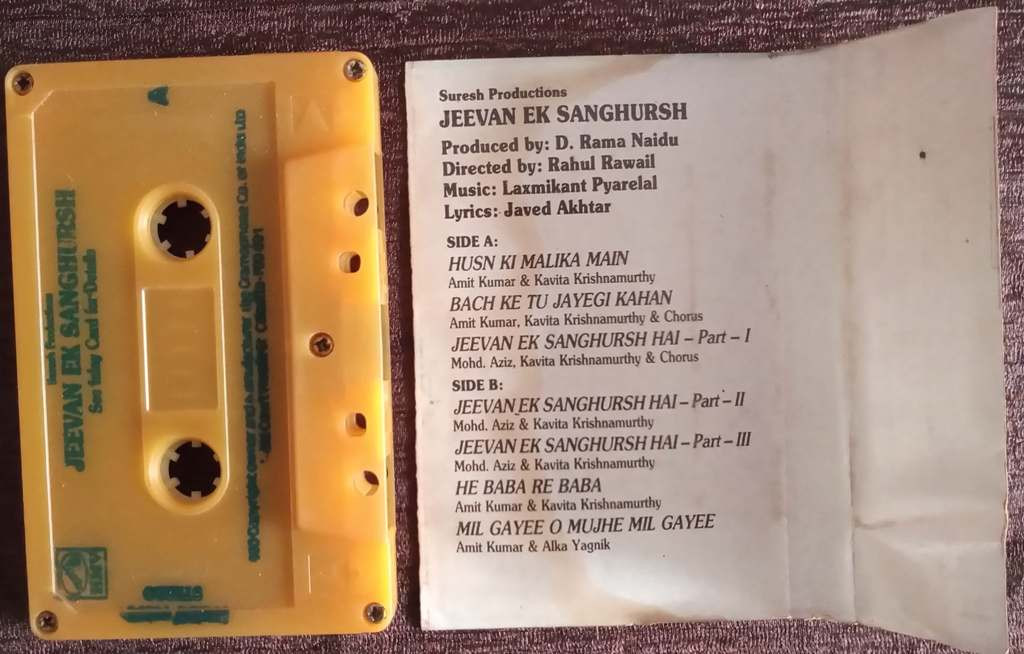 A
Suresh Productions
JEEVAN EK SANGHURSH
See Inlay Card for Details
HMV
Suresh Productions
JEEVAN EK SANGHURSH
Produced by: D. Rama Naidu
Directed by: Rahul Rawail
Music: Laxmikant Pyarelal
Lyrics: Javed Akhtar
SIDE A:
HUSN KI MALIKA MAIN
Amit Kumar & Kavita Krishnamurthy
BACH KE TU JAYEGI KAHAN
Amit Kumar, Kavita Krishnamurthy & Chorus
JEEVAN EK SANGHURSH HAI – Part – I
Mohd. Aziz, Kavita Krishnamurthy & Chorus
SIDE B:
JEEVAN EK SANGHURSH HAI – Part – II
Mohd. Aziz & Kavita Krishnamurthy
JEEVAN EK SANGHURSH HAI – Part – III
Mohd. Aziz & Kavita Krishnamurthy
HE BABA RE BABA
Amit Kumar & Kavita Krishnamurthy
MIL GAYEE O MUJHE MIL GAYEE
Amit Kumar & Alka Yagnik